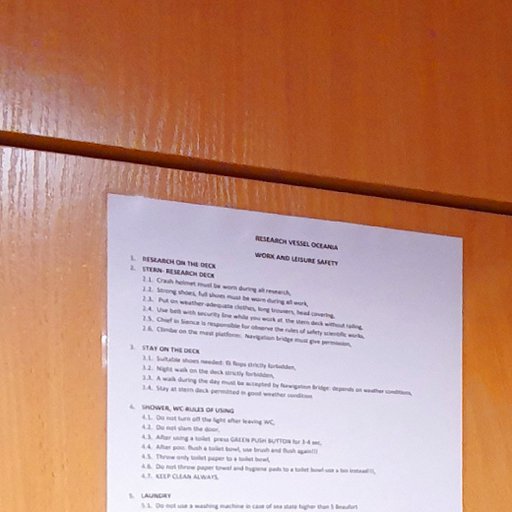 RESEARCH VESSEL OCEANIA
WORK AND LEISURE SAFETY
1. RESEARCH ON THE DECK
2. STERN- RESEARCH DECK
2.1. Crash helmet must be worn during all research,
2.2. Strong shoes, full shoes must be worn during all work,
2.3. Put on weather-adequate clothes, long trousers, head covering,
2.4. Use belt with security line while you work at the stern deck without railing,
2.5. Chief in Sience is responsible for observe the rules of safety scientific works,
2.6. Climbe on the mast platform: Navigation bridge must give permission,
3. STAY ON THE DECK
3.1. Suitable shoes needed: fli flops strictly forbidden,
3.2. Night walk on the deck strictly forbidden,
3.3. A walk during the day must be accepted by Nawigation Bridge: depends on weather conditions,
3.4. Stay at stern deck permitted in good weather condition
4. SHOWER, WC-RULES OF USING
4.1. Do not turn off the light after leaving WC,
4.2. Do not slam the door,
4.3. After using a toilet press GREEN PUSH BUTTON for 3-4 sec,
4.4. After poo: flush a toilet bowl, use brush and flush again!!!
4.5. Throw only toilet paper to a toilet bowl,
4.6. Do not throw paper towel and hygiene pads to a toilet bowl-use a bin instead!!!,
4.7. KEEP CLEAN ALWAYS,
5. LAUNDRY
5.1. Do not use a washing machine in case of sea state higher than 5 Beaufort